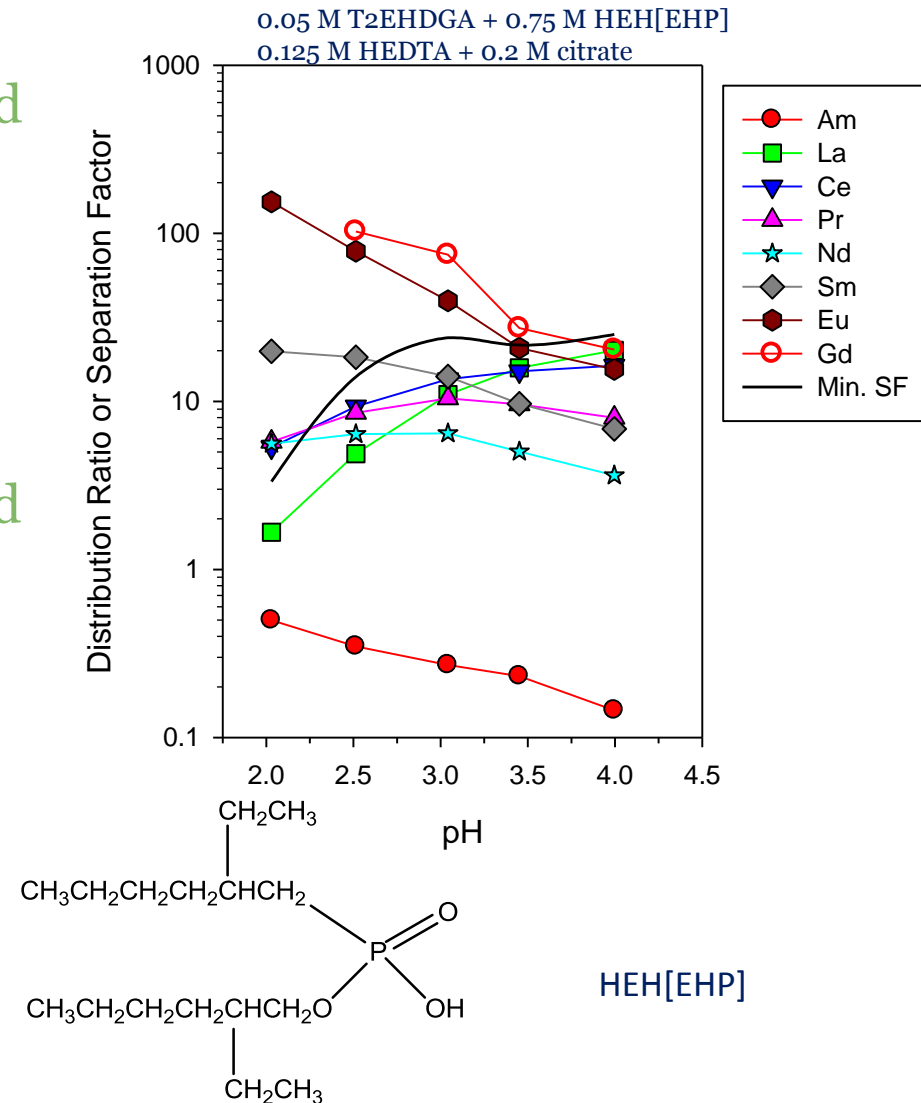 0.05 M T2EHDGA + 0.75 M HEH[EHP]
0.125 M HEDTA + 0.2 M citrate
d
d
Distribution Ratio or Separation Factor
1000
100
10
1
0.1
2.0 2.5 3.0 3.5 4.0 4.5
pH
Am
La
Ce
Pr
Nd
Sm
Eu
Gd
Min. SF
CH2CH3
CH3CH2CH2CH2CHCH2
O
P
CH3CH2CH2CH2CHCH2O
OH
CH2CH3
HEH[EHP]